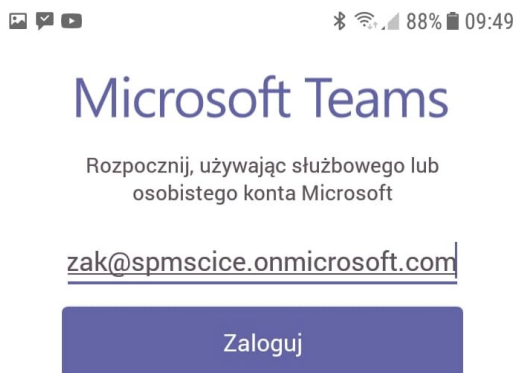 88% 09:49
Microsoft Teams
Rozpocznij, używając służbowego lub
osobistego konta Microsoft
zak@spmscice.onmicrosoft.com
Zaloguj